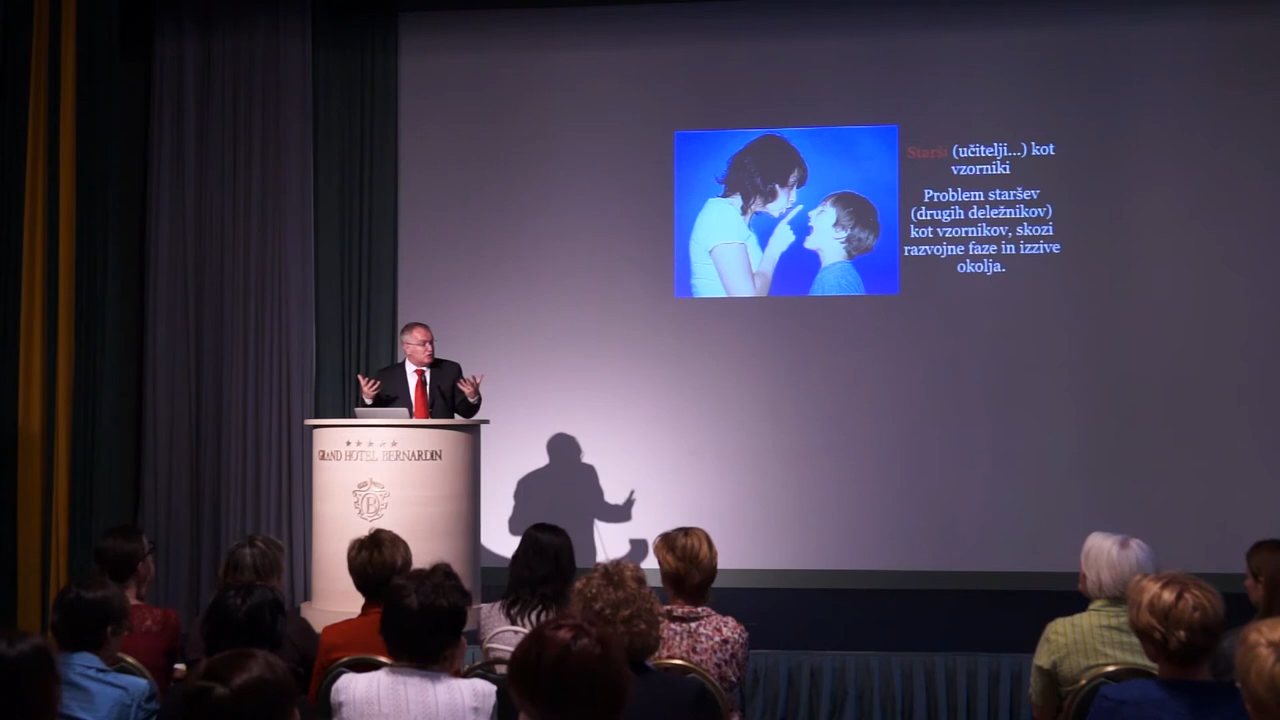 Starši (učitelji...) kot
vzorniki
Problem staršev
(drugih deležnikov)
kot vzornikov, skozi
razvojne faze in izzive
okolja.
GRAND HOTEL BERNARDIN
B